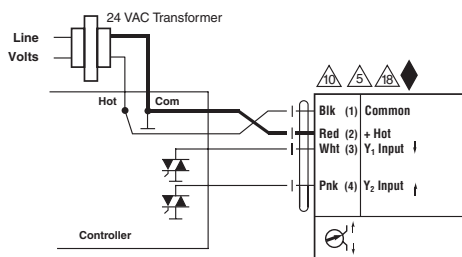 24 VAC Transformer
Line
Volts
Hot
Com
10 5 18
Blk (1) Common
Red (2) + Hot
Wht (3) Y₁ Input
Pnk (4) Y₂ Input
Controller